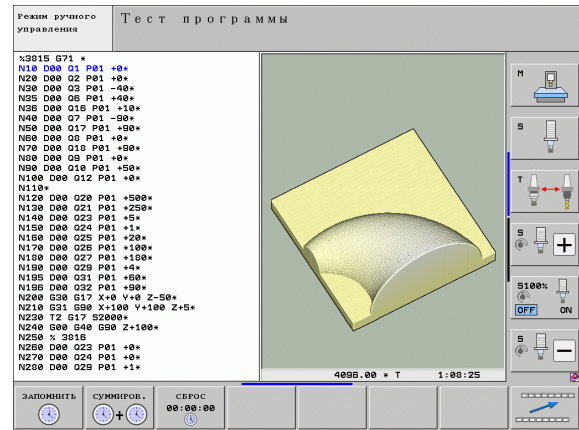 Режим ручного
управления
Тест программы
%3815 G71 *
N10 D00 Q1 P01 +0*
N20 D00 Q2 P01 +0*
N30 D00 Q3 P01 -40*
N35 D00 Q6 P01 +40*
N36 D00 Q16 P01 +10*
N40 D00 Q7 P01 -90*
N50 D00 Q17 P01 +90*
N60 D00 Q8 P01 +0*
N70 D00 Q18 P01 +90*
N80 D00 Q9 P01 +0*
N90 D00 Q10 P01 +50*
N100 D00 Q12 P01 +0*
N110*
N120 D00 Q20 P01 +500*
N130 D00 Q21 P01 +250*
N140 D00 Q23 P01 +5*
N150 D00 Q24 P01 +1*
N160 D00 Q25 P01 +20*
N170 D00 Q26 P01 +100*
N180 D00 Q27 P01 +180*
N190 D00 Q29 P01 +4*
N195 D00 Q31 P01 +60*
N196 D00 Q32 P01 +90*
N200 G30 G17 X+0 Y+0 Z-50*
N210 G31 G90 X+100 Y+100 Z+5*
N230 T2 G17 S2000*
N240 G00 G40 G90 Z+100*
N250 % 3816
N260 D00 Q23 P01 +0*
N270 D00 Q24 P01 +0*
N280 D00 Q29 P01 +1*
4096.00 * T 1:08:25
M
S
T
S
+
S100%
OFF ON
S
−
ЗАПОМНИТЬ
СУММИРОВ.
+
СБРОС
00:00:00